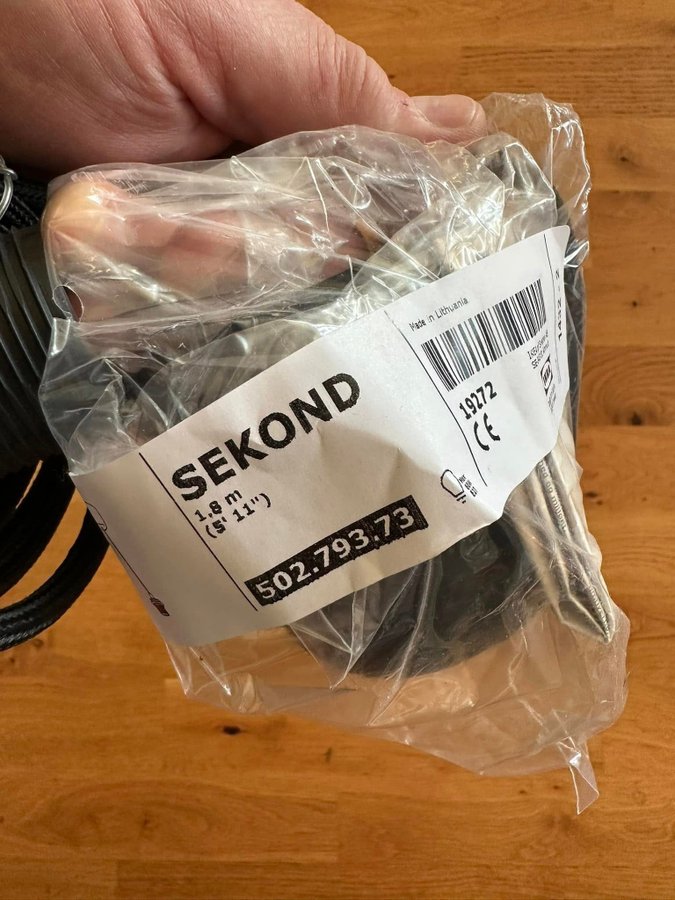 SEKOND
1,8 m
(5' 11")
502.793.73
Made in Lithuania
19272
CE